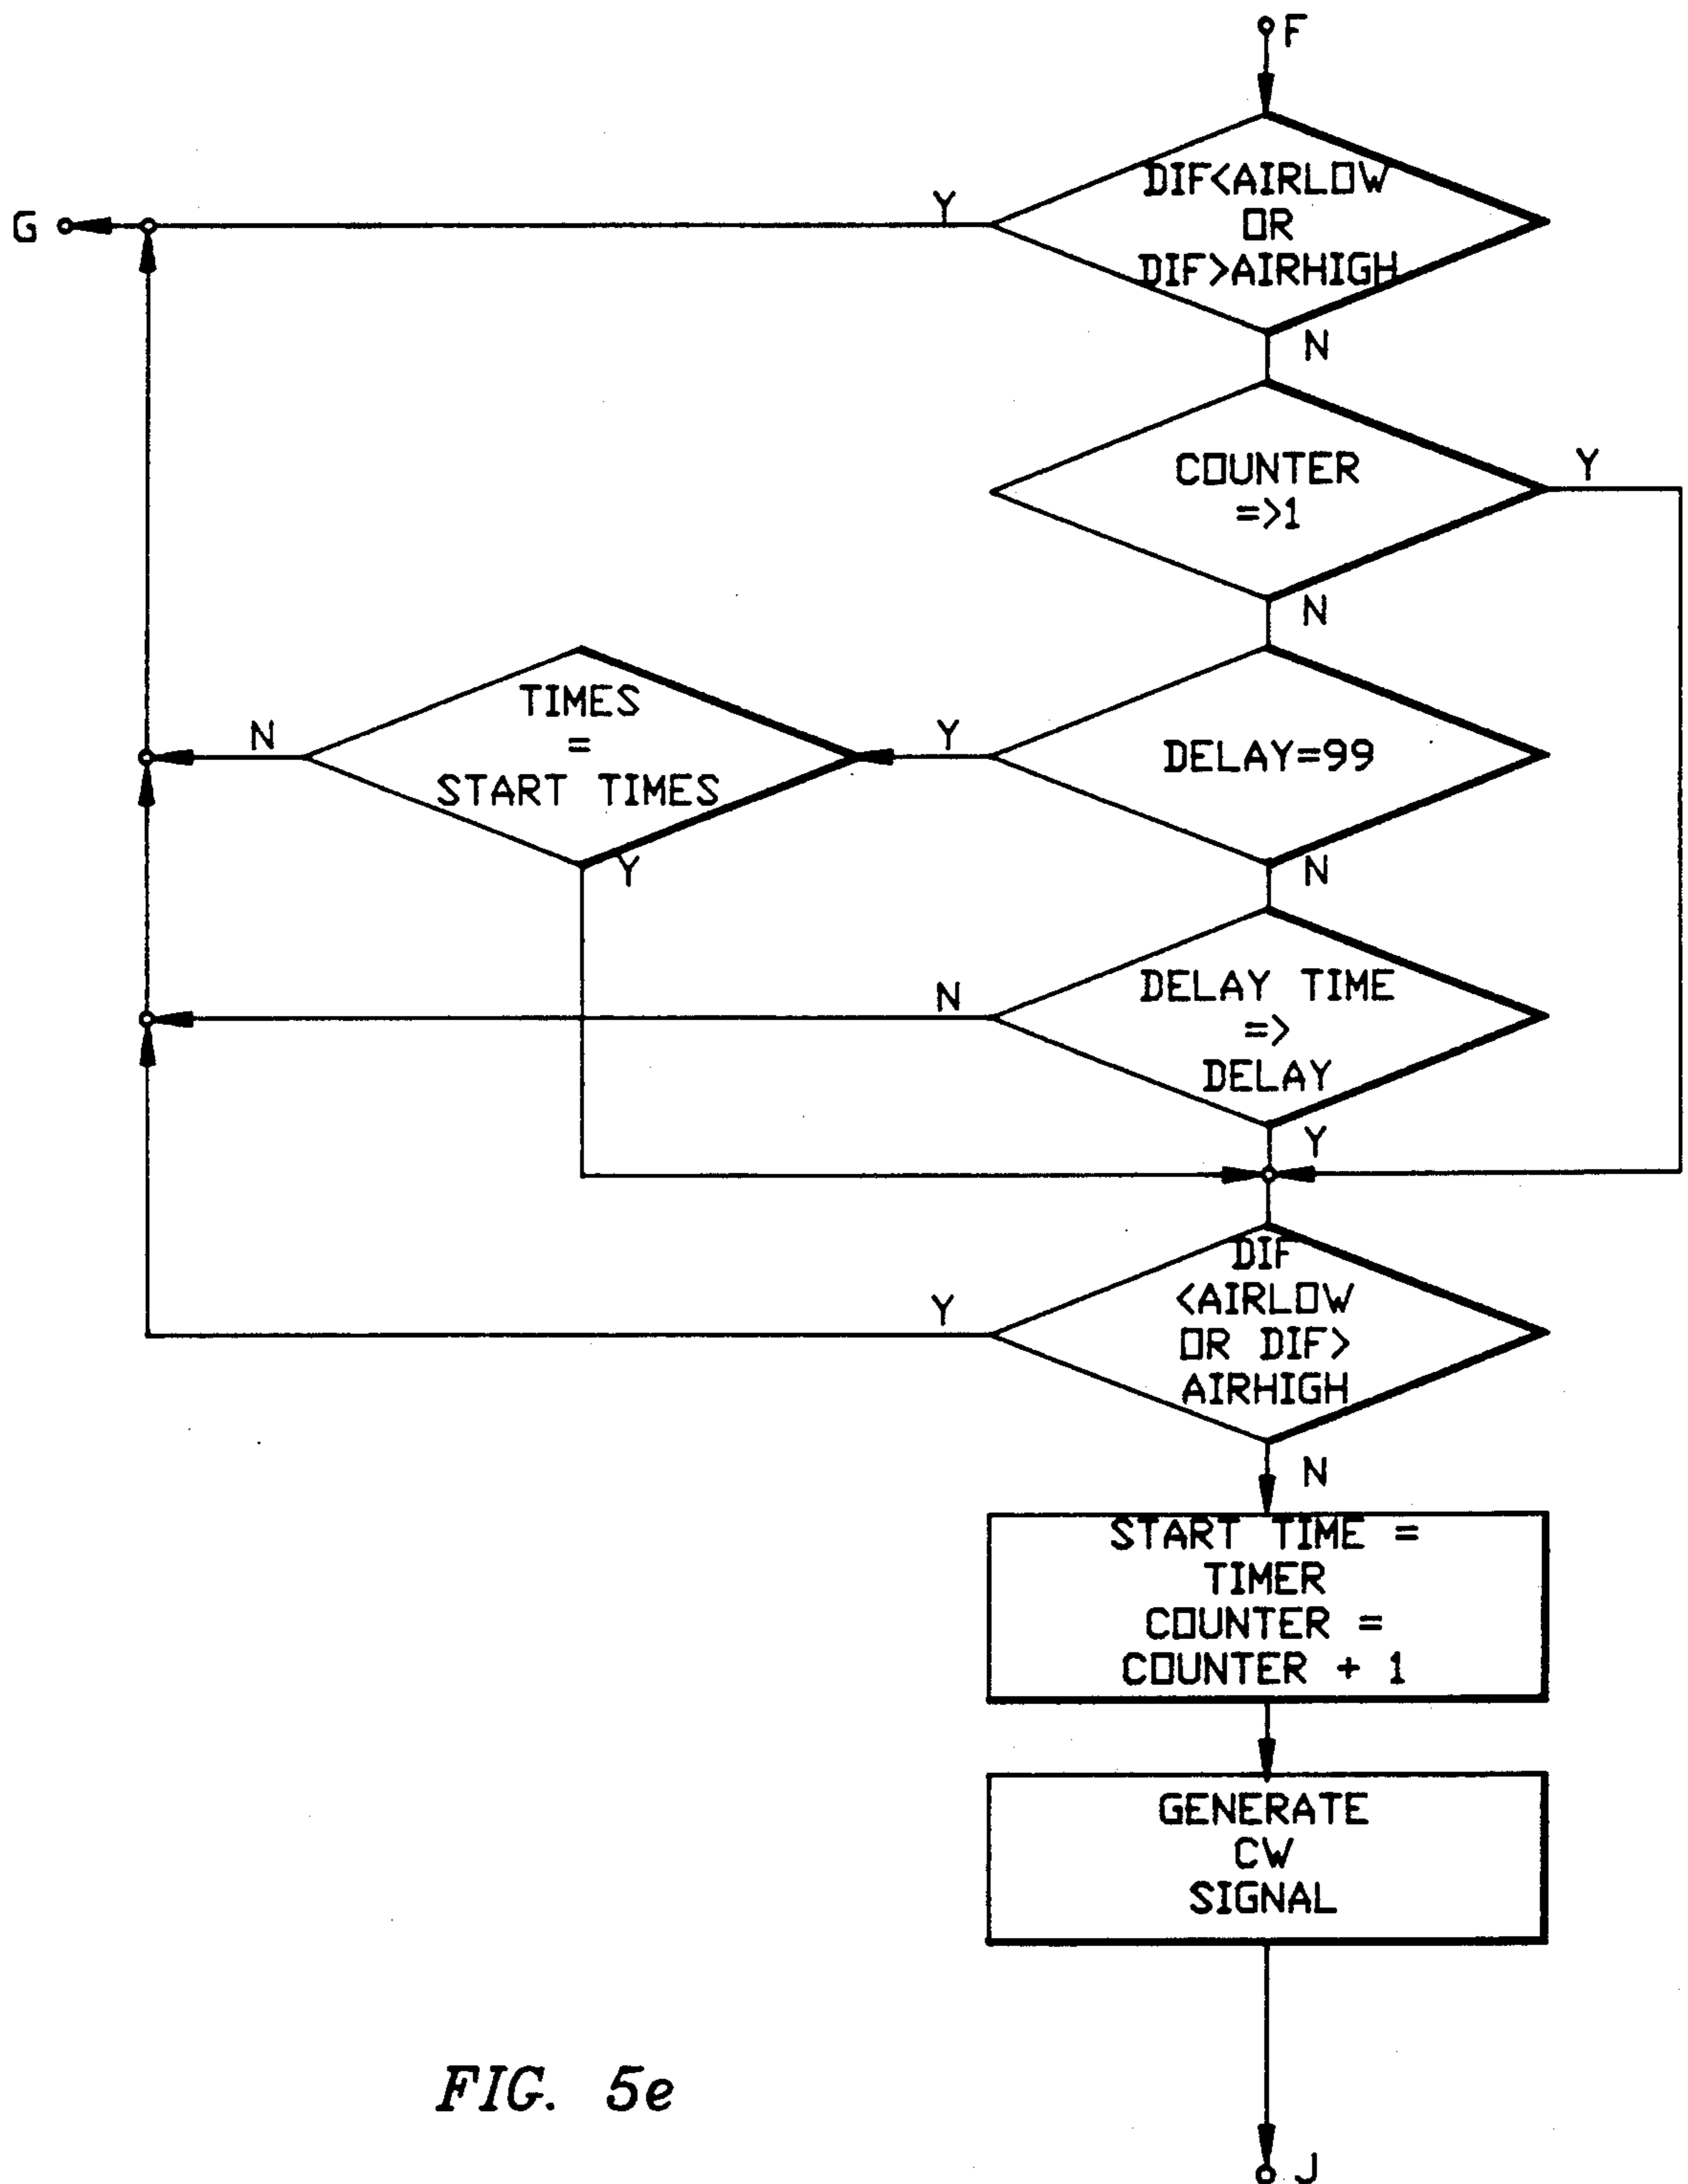 F
DIF<AIRLOW
OR
DIF>AIRHIGH
Y
G
N
COUNTER
=>1
Y
N
TIMES
=
START TIMES
N
Y
DELAY=99
Y
N
DELAY TIME
=>
DELAY
N
Y
DIF
<AIRLOW
OR DIF>
AIRHIGH
Y
N
START TIME =
TIMER
COUNTER =
COUNTER + 1
GENERATE
CW
SIGNAL
FIG. 5e
J